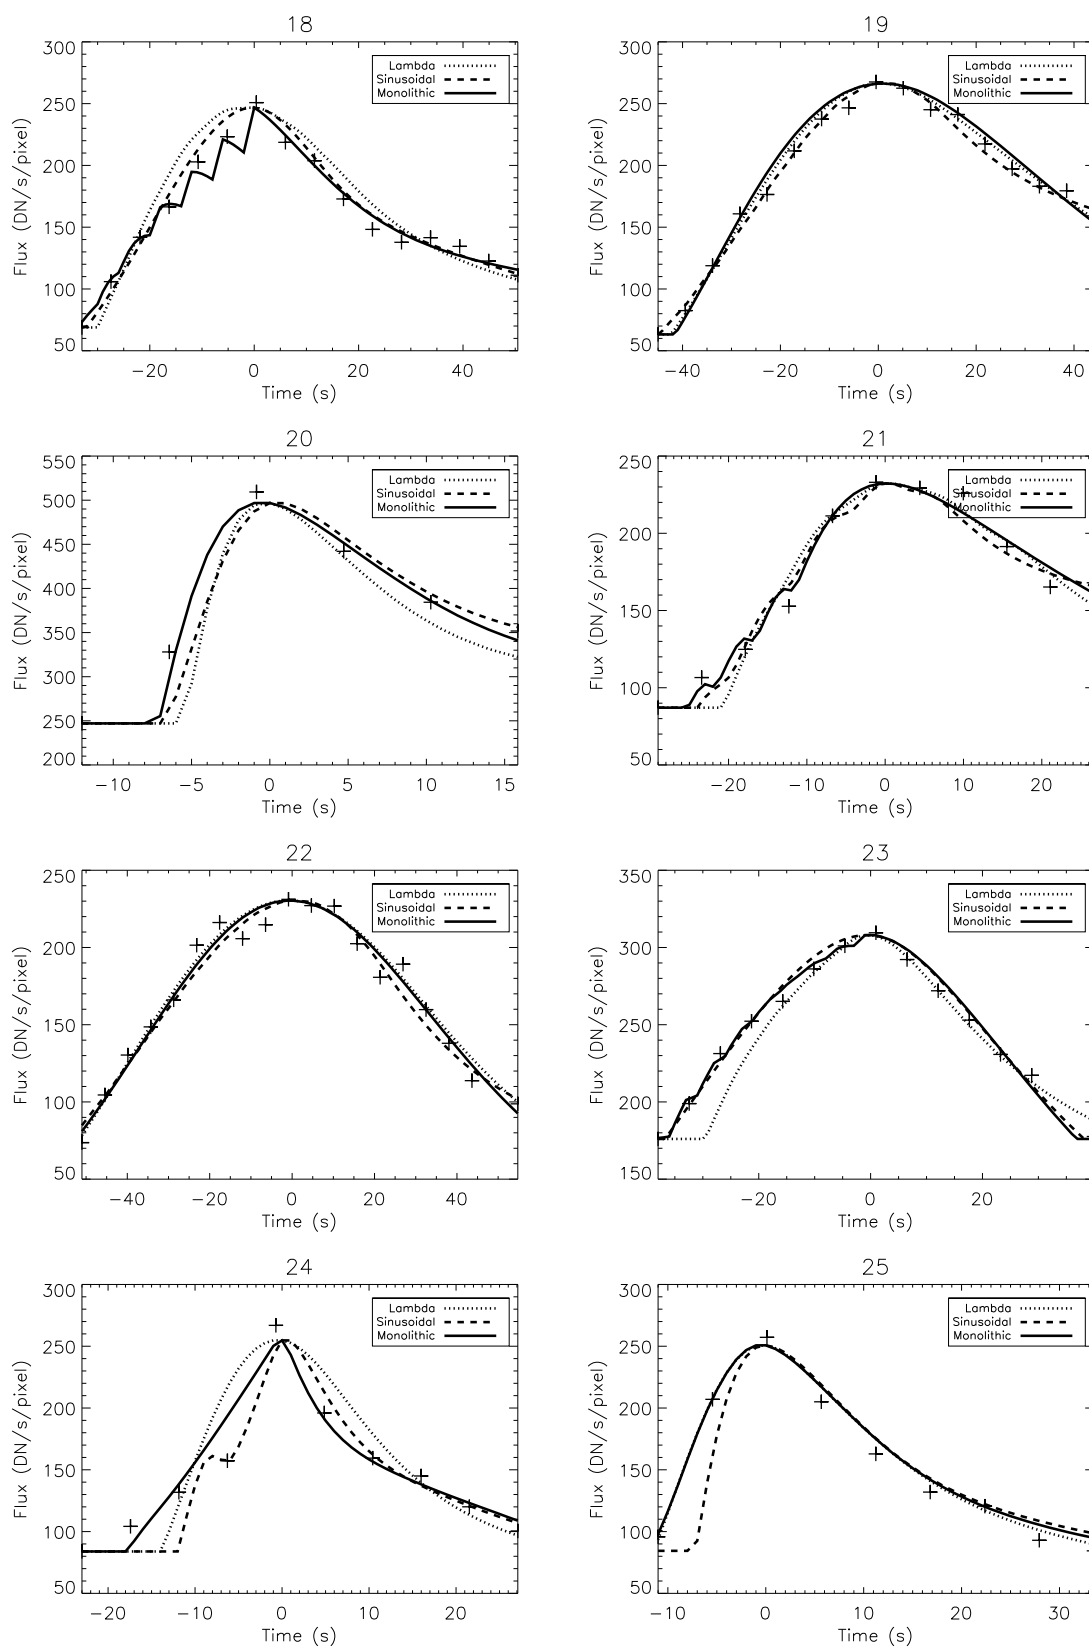 18
300
250
200
150
100
50
Flux (DN/s/pixel)
Lambda
Sinusoidal
Monolithic
−20 0 20 40
Time (s)
19
300
250
200
150
100
50
Flux (DN/s/pixel)
Lambda
Sinusoidal
Monolithic
−40 −20 0 20 40
Time (s)
20
550
500
450
400
350
300
250
200
Flux (DN/s/pixel)
Lambda
Sinusoidal
Monolithic
−10 −5 0 5 10 15
Time (s)
21
250
200
150
100
50
Flux (DN/s/pixel)
Lambda
Sinusoidal
Monolithic
−20 −10 0 10 20
Time (s)
22
250
200
150
100
50
Flux (DN/s/pixel)
Lambda
Sinusoidal
Monolithic
−40 −20 0 20 40
Time (s)
23
350
300
250
200
150
Flux (DN/s/pixel)
Lambda
Sinusoidal
Monolithic
−20 0 20
Time (s)
24
300
250
200
150
100
50
Flux (DN/s/pixel)
Lambda
Sinusoidal
Monolithic
−20 −10 0 10 20
Time (s)
25
300
250
200
150
100
50
Flux (DN/s/pixel)
Lambda
Sinusoidal
Monolithic
−10 0 10 20 30
Time (s)